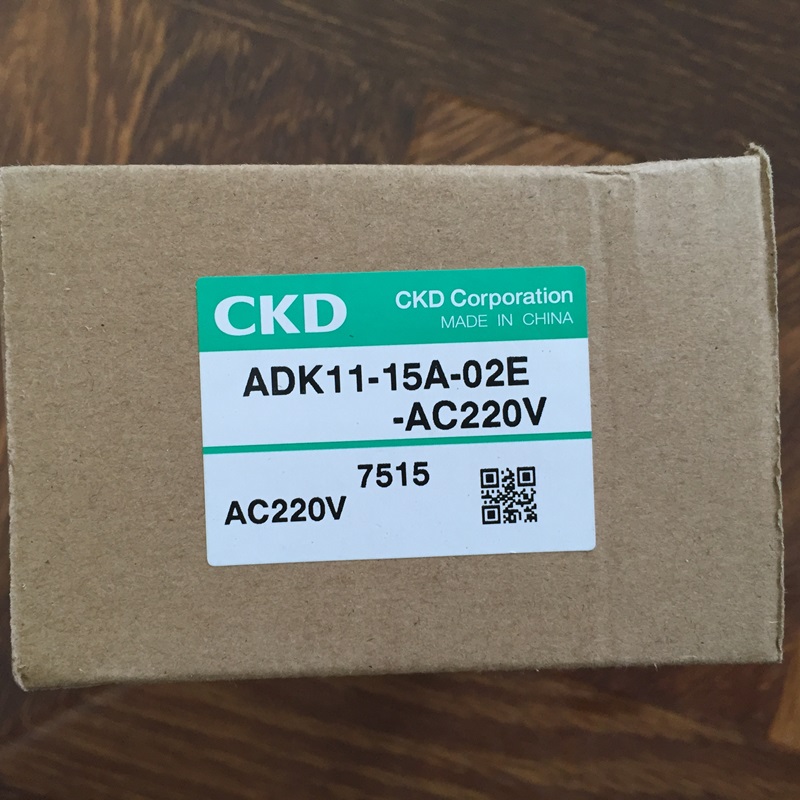 CKD
CKD Corporation
MADE IN CHINA
ADK11-15A-02E
-AC220V
7515
AC220V